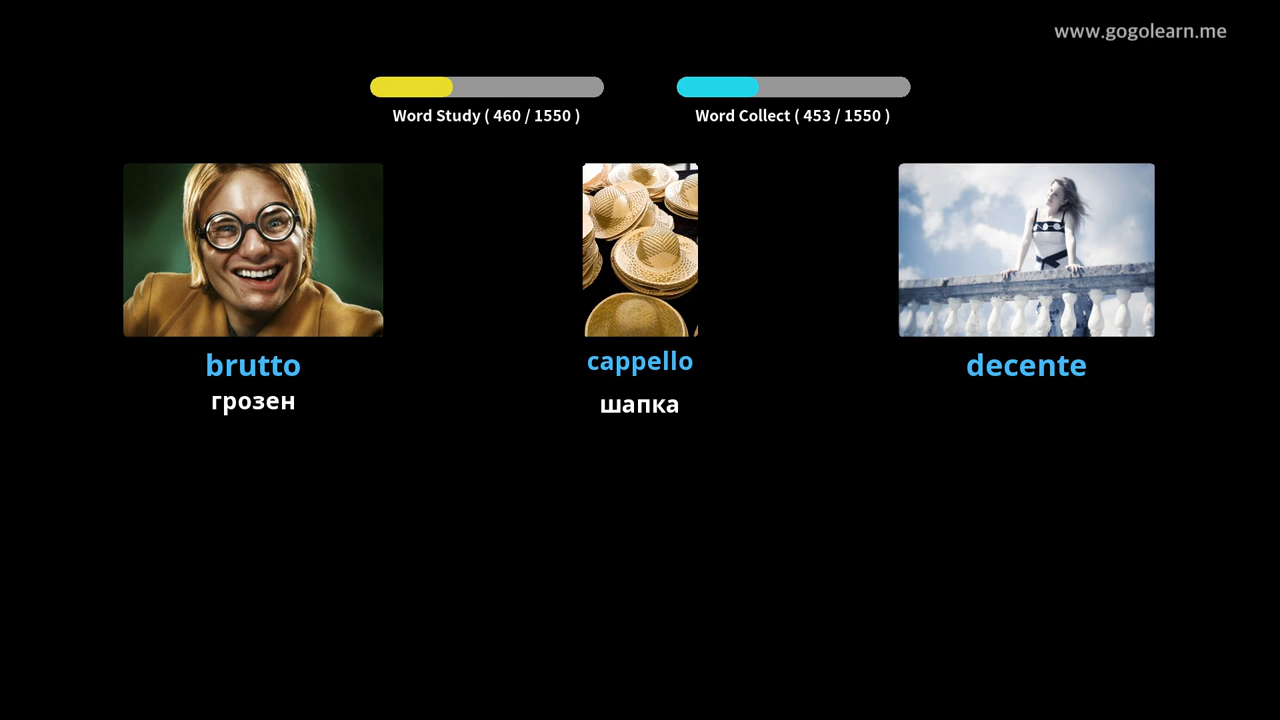 www.gogolearn.me
Word Study ( 460 / 1550 )
Word Collect ( 453 / 1550 )
brutto
грозен
cappello
шапка
decente